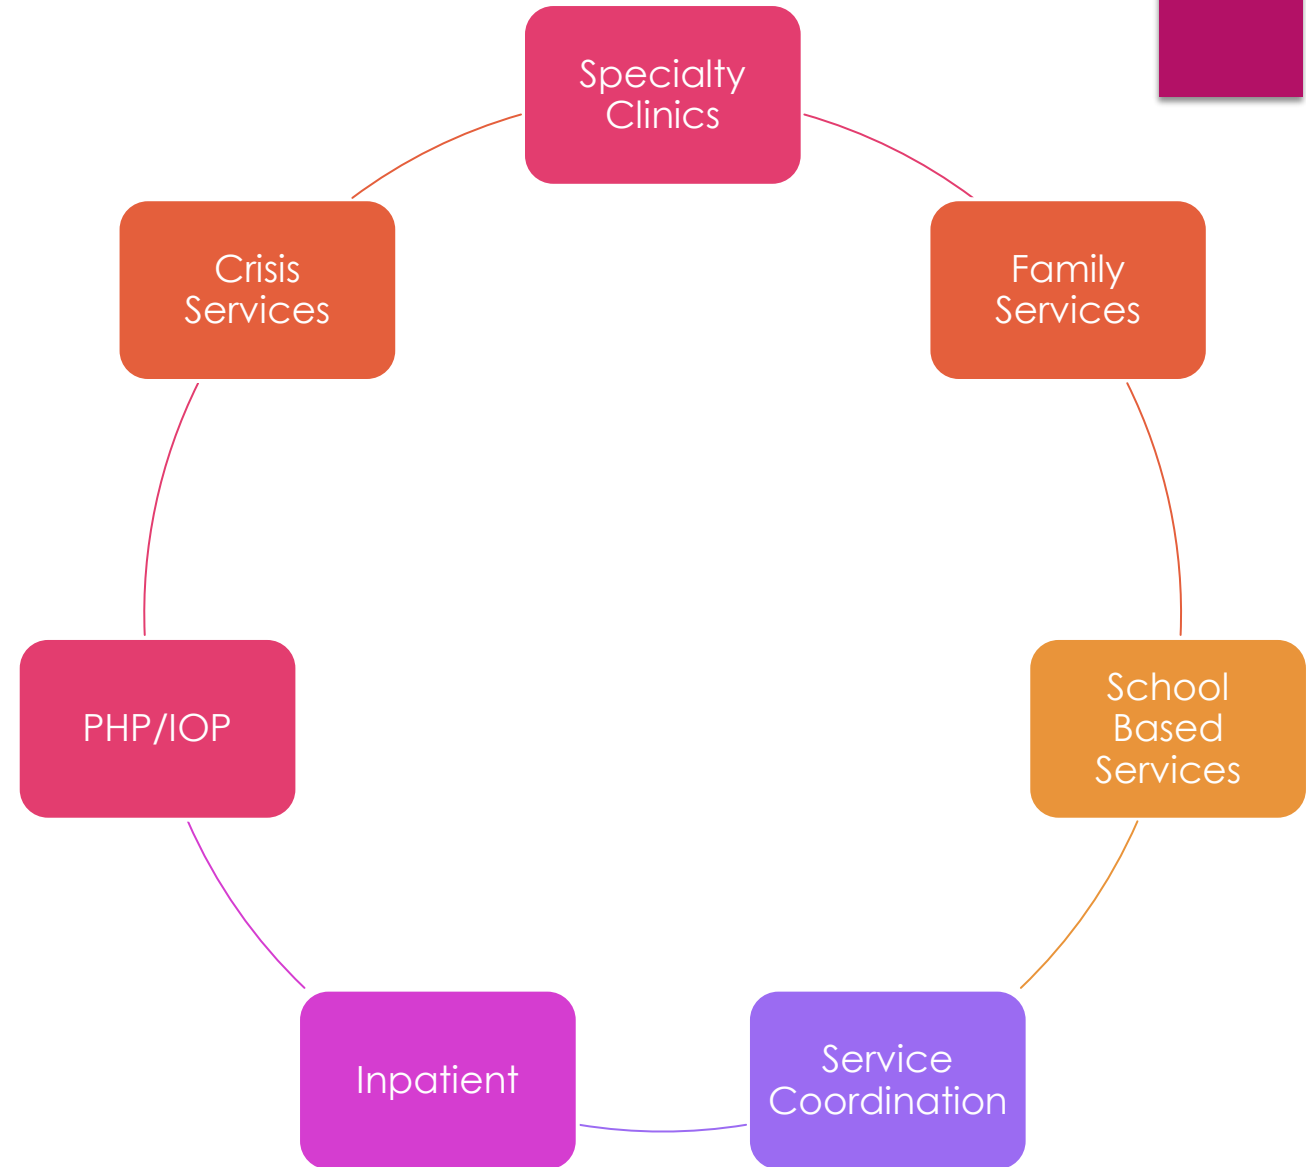 Specialty
Clinics
Family
Services
School
Based
Services
Service
Coordination
Inpatient
PHP/IOP
Crisis
Services